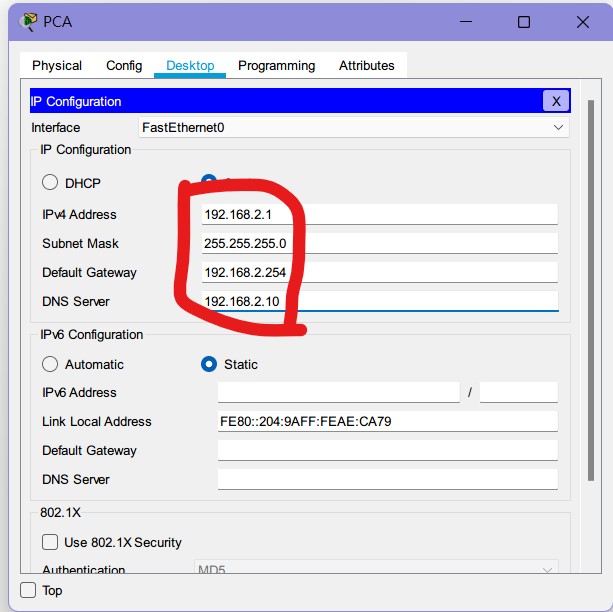 PCA
Physical Config Desktop Programming Attributes
IP Configuration X
Interface FastEthernet0
IP Configuration
DHCP
IPv4 Address 192.168.2.1
Subnet Mask 255.255.255.0
Default Gateway 192.168.2.254
DNS Server 192.168.2.10
IPv6 Configuration
Automatic Static
IPv6 Address /
Link Local Address FE80::204:9AFF:FEAE:CA79
Default Gateway
DNS Server
802.1X
Use 802.1X Security
Authentication MD5
Top